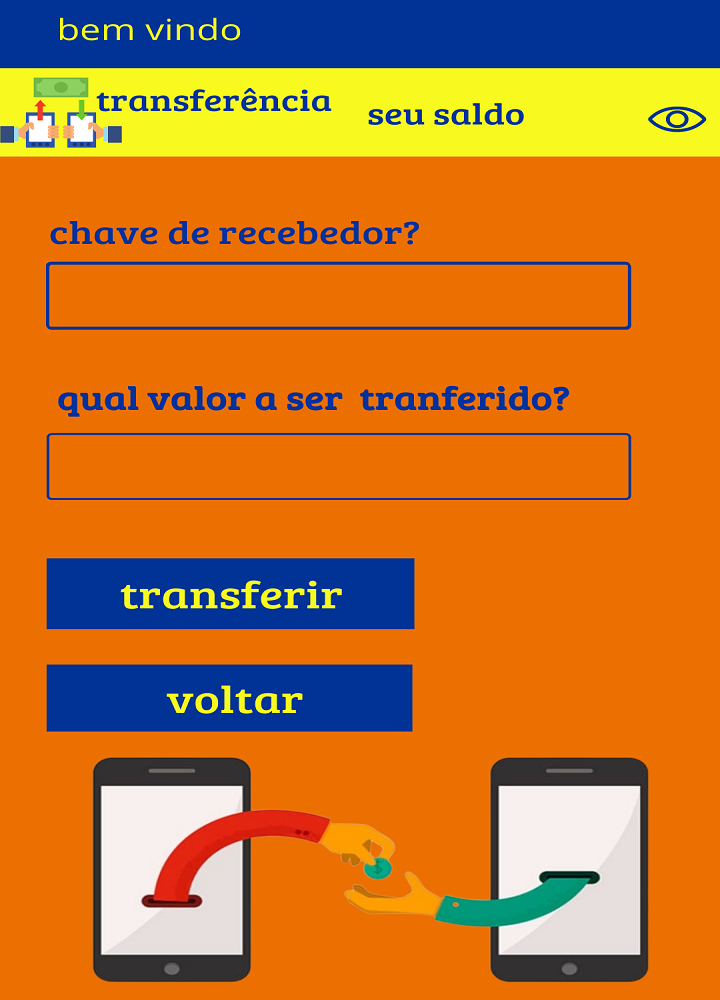 bem vindo
transferência
seu saldo
chave de recebedor?
qual valor a ser tranferido?
transferir
voltar